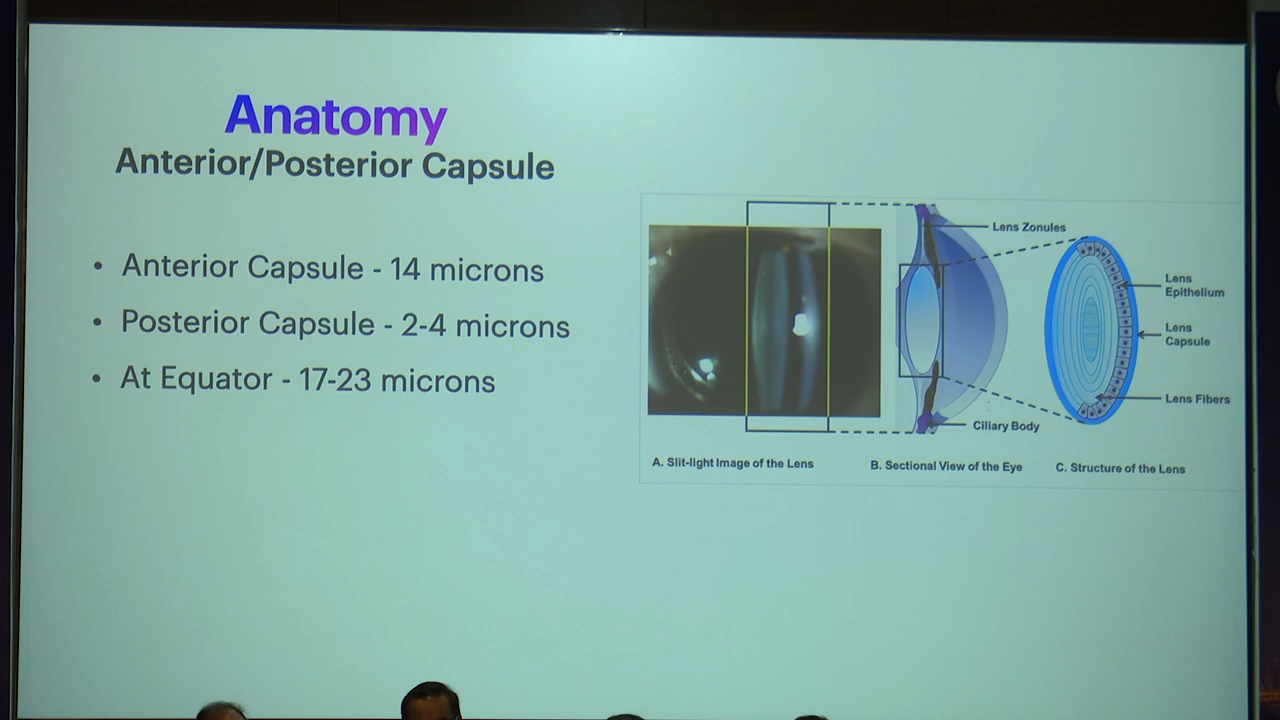 Anatomy
Anterior/Posterior Capsule
• Anterior Capsule - 14 microns
• Posterior Capsule - 2-4 microns
• At Equator - 17-23 microns
Lens Zonules
Lens
Epithelium
Lens
Capsule
Lens Fibers
Ciliary Body
A. Slit-light Image of the Lens
B. Sectional View of the Eye
C. Structure of the Lens